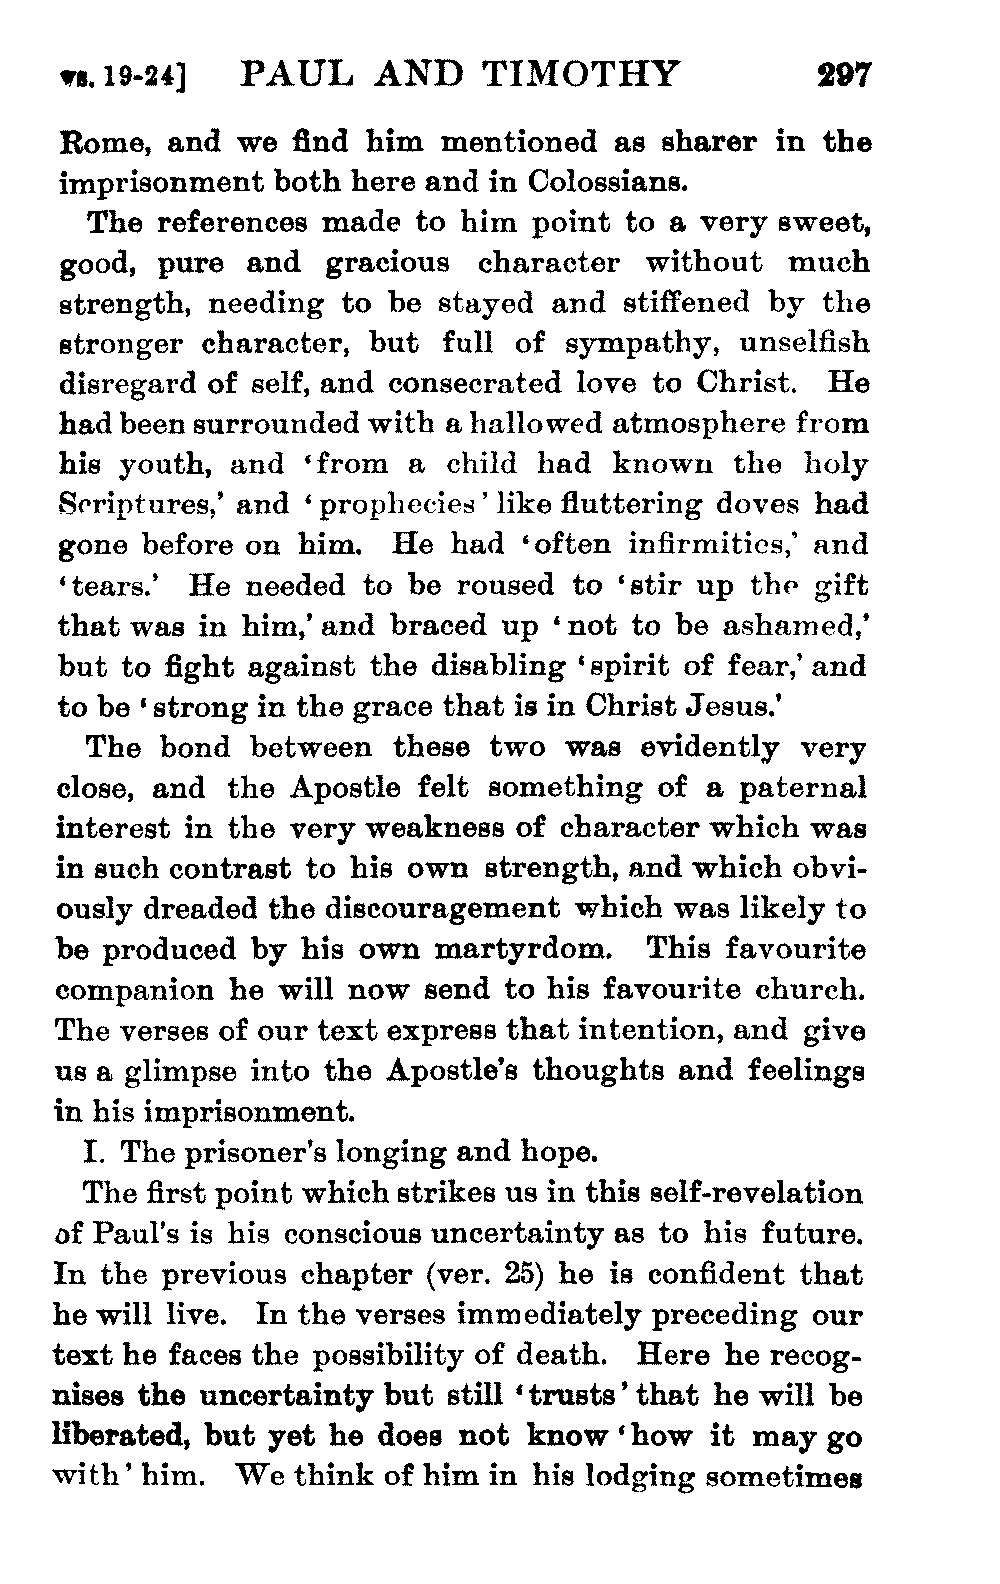 vs. 19-24] PAUL AND TIMOTHY 297
Rome, and we find him mentioned as sharer in the
imprisonment both here and in Colossians.
The references made to him point to a very sweet,
good, pure and gracious character without much
strength, needing to be stayed and stiffened by the
stronger character, but full of sympathy, unselfish
disregard of self, and consecrated love to Christ. He
had been surrounded with a hallowed atmosphere from
his youth, and ‘from a child had known the holy
Scriptures,’ and ‘prophecies’ like fluttering doves had
gone before on him. He had ‘often infirmities,’ and
‘tears.’ He needed to be roused to ‘stir up the gift
that was in him,’ and braced up ‘not to be ashamed,’
but to fight against the disabling ‘spirit of fear,’ and
to be ‘strong in the grace that is in Christ Jesus.’
The bond between these two was evidently very
close, and the Apostle felt something of a paternal
interest in the very weakness of character which was
in such contrast to his own strength, and which obvi-
ously dreaded the discouragement which was likely to
be produced by his own martyrdom. This favourite
companion he will now send to his favourite church.
The verses of our text express that intention, and give
us a glimpse into the Apostle’s thoughts and feelings
in his imprisonment.
I. The prisoner’s longing and hope.
The first point which strikes us in this self-revelation
of Paul’s is his conscious uncertainty as to his future.
In the previous chapter (ver. 25) he is confident that
he will live. In the verses immediately preceding our
text he faces the possibility of death. Here he recog-
nises the uncertainty but still ‘trusts’ that he will be
liberated, but yet he does not know ‘how it may go
with’ him. We think of him in his lodging sometimes